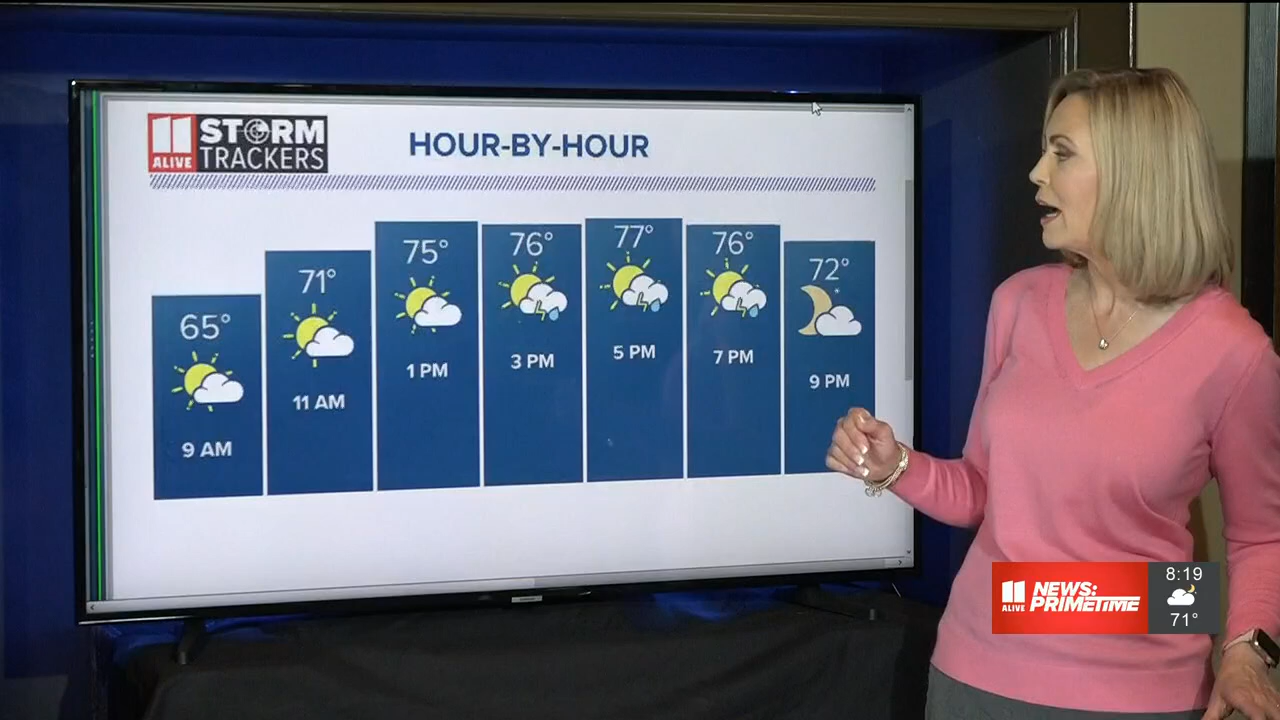 11 ALIVE STORM TRACKERS
HOUR-BY-HOUR
65°
9 AM
71°
11 AM
75°
1 PM
76°
3 PM
77°
5 PM
76°
7 PM
72°
9 PM
11 ALIVE NEWS: PRIMETIME
8:19
71°